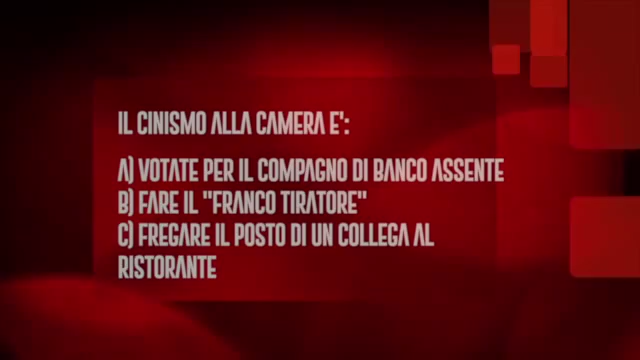 IL CINISMO ALLA CAMERA E':
A) VOTATE PER IL COMPAGNO DI BANCO ASSENTE
B) FARE IL "FRANCO TIRATORE"
C) FREGARE IL POSTO DI UN COLLEGA AL
RISTORANTE